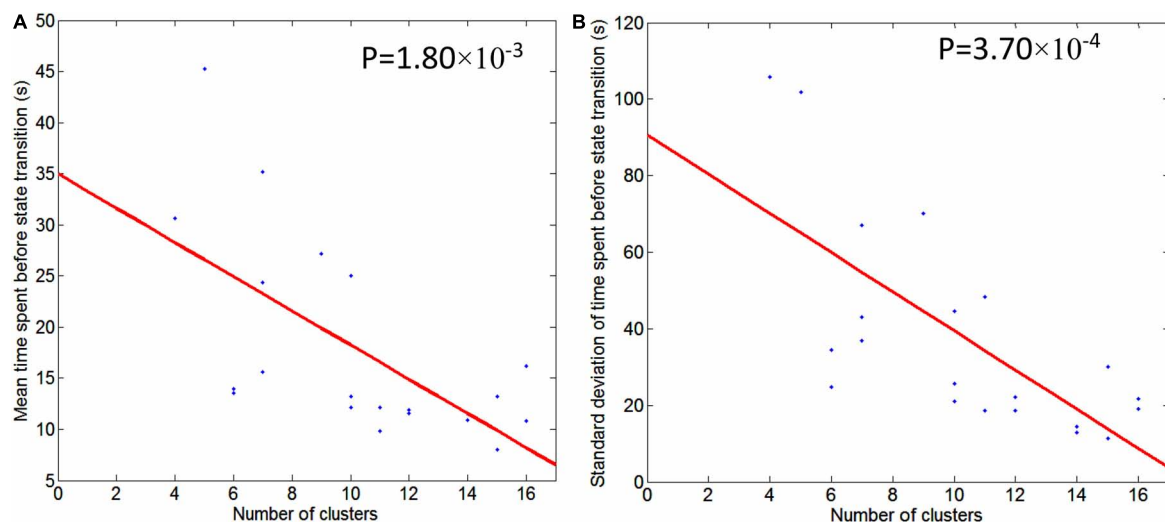 A
P=1.80×10⁻³
Mean time spent before state transition (s)
50
45
40
35
30
25
20
15
10
5
0 2 4 6 8 10 12 14 16
Number of clusters
B
P=3.70×10⁻⁴
Standard deviation of time spent before state transition (s)
120
100
80
60
40
20
0
0 2 4 6 8 10 12 14 16
Number of clusters